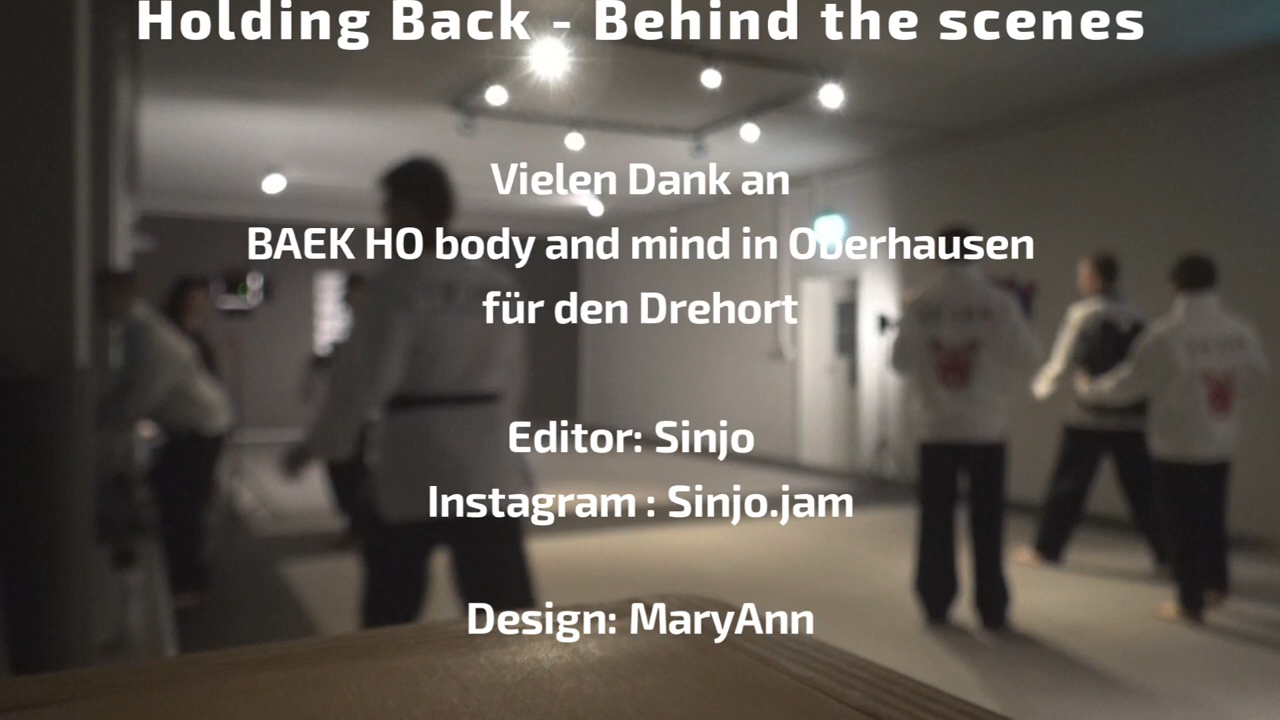 Holding Back - Behind the scenes
Vielen Dank an
BAEK HO body and mind in Oberhausen
für den Drehort
Editor: Sinjo
Instagram : Sinjo.jam
Design: MaryAnn